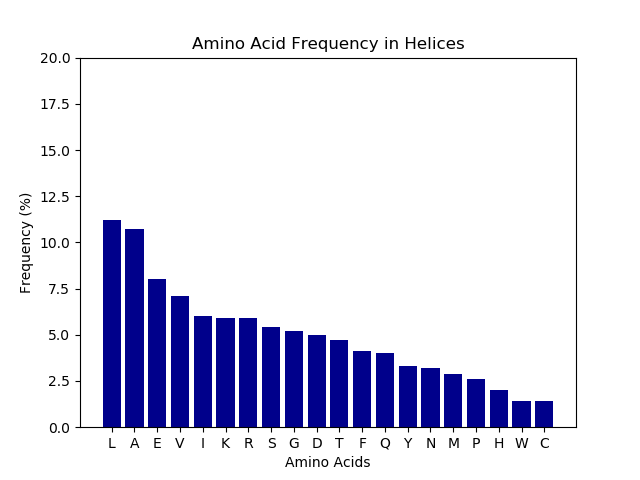 Amino Acid Frequency in Helices
20.0
17.5
15.0
12.5
10.0
7.5
5.0
2.5
0.0
Frequency (%)
L A E V I K R S G D T F Q Y N M P H W C
Amino Acids